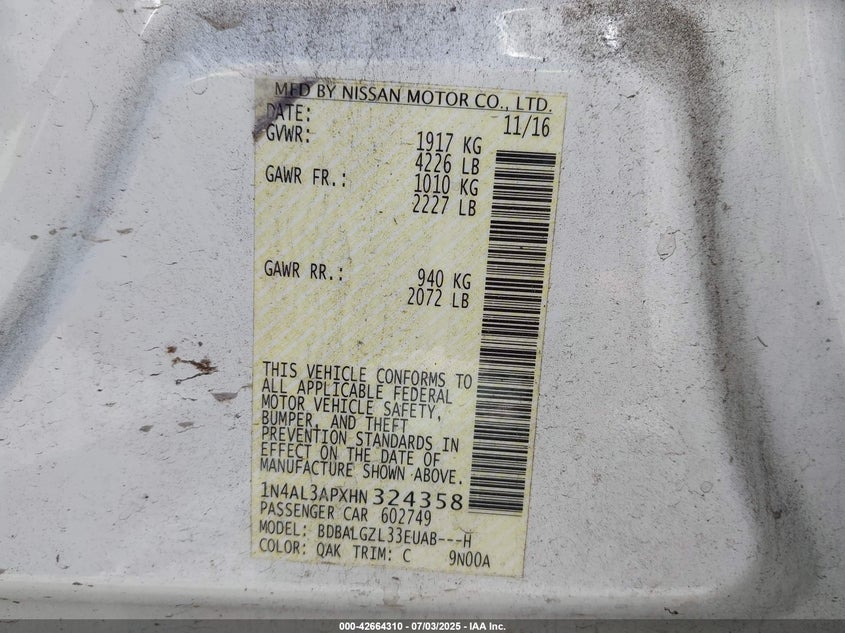 MFD BY NISSAN MOTOR CO., LTD.
DATE: 11/16
GVWR: 1917 KG
4226 LB
GAWR FR.: 1010 KG
2227 LB
GAWR RR.: 940 KG
2072 LB
THIS VEHICLE CONFORMS TO
ALL APPLICABLE FEDERAL
MOTOR VEHICLE SAFETY,
BUMPER, AND THEFT
PREVENTION STANDARDS IN
EFFECT ON THE DATE OF
MANUFACTURE SHOWN ABOVE.
1N4AL3APXHN324358
PASSENGER CAR 602749
MODEL: BDBALGZL33EUAB---H
COLOR: QAK TRIM: C 9N00A
000-42664310 - 07/03/2025 - IAA Inc.